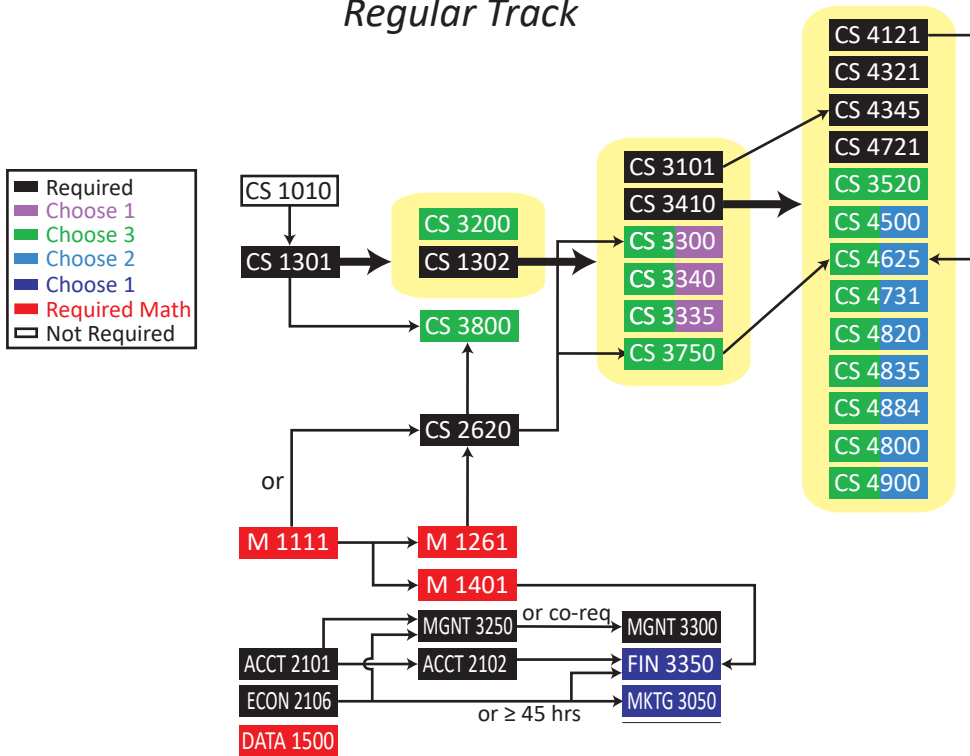 Regular Track
Required
Choose 1
Choose 3
Choose 2
Choose 1
Required Math
Not Required
CS 1010
CS 1301
CS 3200
CS 1302
CS 3800
CS 2620
or
M 1111
M 1261
M 1401
CS 3101
CS 3410
CS 3300
CS 3340
CS 3335
CS 3750
CS 4121
CS 4321
CS 4345
CS 4721
CS 3520
CS 4500
CS 4625
CS 4731
CS 4820
CS 4835
CS 4884
CS 4800
CS 4900
MGNT 3250
or co-req
MGNT 3300
ACCT 2101
ACCT 2102
FIN 3350
ECON 2106
or ≥ 45 hrs
MKTG 3050
DATA 1500